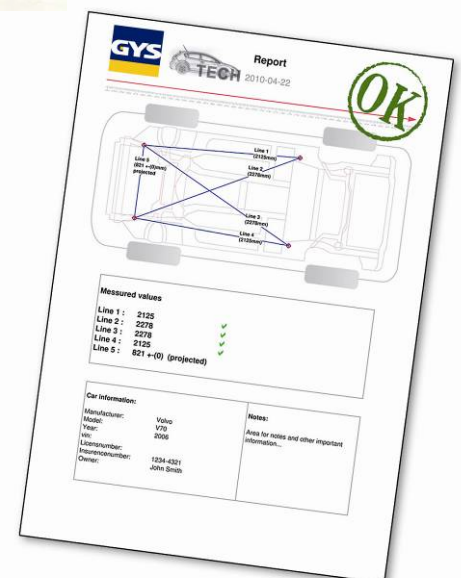 GYS
TECH
Report
2010-04-22
OK
Line 1
(2125mm)
Line 2
(2278mm)
Line 5
(821 +-(0)mm)
projected
Line 3
(2278mm)
Line 4
(2125mm)
Messured values
Line 1 : 2125
Line 2 : 2278
Line 3 : 2278
Line 4 : 2125
Line 5 : 821 +-(0) (projected)
Car information:
Manufacturer: Volvo
Model: V70
Year: 2006
vin:
Licensnumber:
Insurencenumber: 1234-4321
Owner: John Smith
Notes:
Area for notes and other important
information...